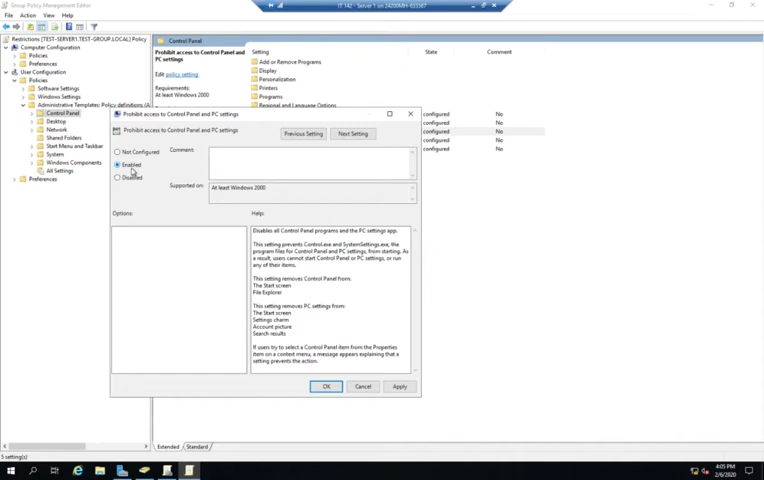 Group Policy Management Editor
IT 142 - Server 1 on 24200MH-833367
File Action View Help
Restrictions [TEST-SERVER1.TEST-GROUP.LOCAL] Policy
Computer Configuration
Policies
Preferences
User Configuration
Policies
Software Settings
Windows Settings
Administrative Templates: Policy definitions (A
Control Panel
Desktop
Network
Shared Folders
Start Menu and Taskbar
System
Windows Components
All Settings
Preferences
Control Panel
Prohibit access to Control Panel and
PC settings
Edit policy setting.
Requirements:
At least Windows 2000
Setting State Comment
Add or Remove Programs
Display
Personalization
Printers
Programs
Regional and Language Options
configured No
configured No
configured No
configured No
configured No
Prohibit access to Control Panel and PC settings
Prohibit access to Control Panel and PC settings
Previous Setting Next Setting
Not Configured
Enabled
Disabled
Comment:
Supported on:
At least Windows 2000
Options:
Help:
Disables all Control Panel programs and the PC settings app.
This setting prevents Control.exe and SystemSettings.exe, the
program files for Control Panel and PC settings, from starting. As
a result, users cannot start Control Panel or PC settings, or run
any of their items.
This setting removes Control Panel from:
The Start screen
File Explorer
This setting removes PC settings from:
The Start screen
Settings charm
Account picture
Search results
If users try to select a Control Panel item from the Properties
item on a context menu, a message appears explaining that a
setting prevents the action.
OK Cancel Apply
Extended Standard
5 setting(s)
4:05 PM
2/6/2020